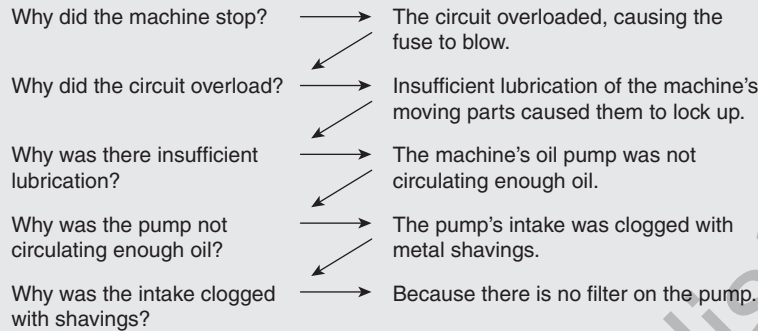 Why did the machine stop?
The circuit overloaded, causing the
fuse to blow.
Why did the circuit overload?
Insufficient lubrication of the machine's
moving parts caused them to lock up.
Why was there insufficient
lubrication?
The machine's oil pump was not
circulating enough oil.
Why was the pump not
circulating enough oil?
The pump's intake was clogged with
metal shavings.
Why was the intake clogged
with shavings?
Because there is no filter on the pump.